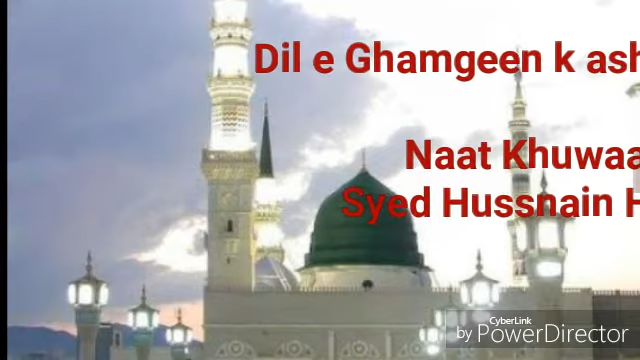 Dil e Ghamgeen k ash
Naat Khuwaa
Syed Hussnain H
CyberLink
by PowerDirector